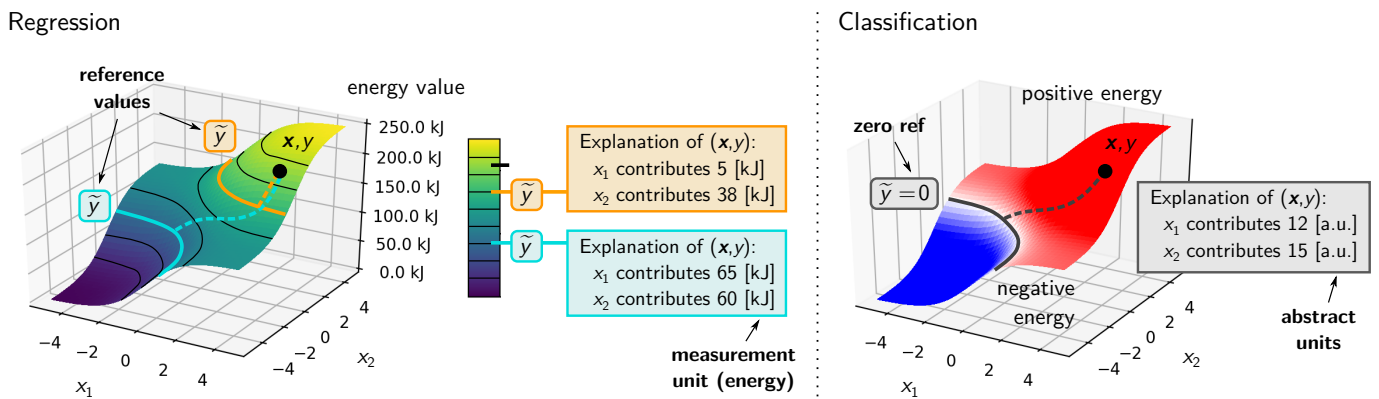 Regression
reference
values
ỹ
ỹ
x,y
energy value
250.0 kJ
200.0 kJ
150.0 kJ
100.0 kJ
50.0 kJ
0.0 kJ
−4
−2
0
2
4
x₁
−4
−2
0
2
4
x₂
ỹ
Explanation of (x,y):
x₁ contributes 5 [kJ]
x₂ contributes 38 [kJ]
ỹ
Explanation of (x,y):
x₁ contributes 65 [kJ]
x₂ contributes 60 [kJ]
measurement
unit (energy)
Classification
positive energy
zero ref
ỹ = 0
x,y
negative
energy
−4
−2
0
2
4
x₁
−4
−2
0
2
4
x₂
Explanation of (x,y):
x₁ contributes 12 [a.u.]
x₂ contributes 15 [a.u.]
abstract
units